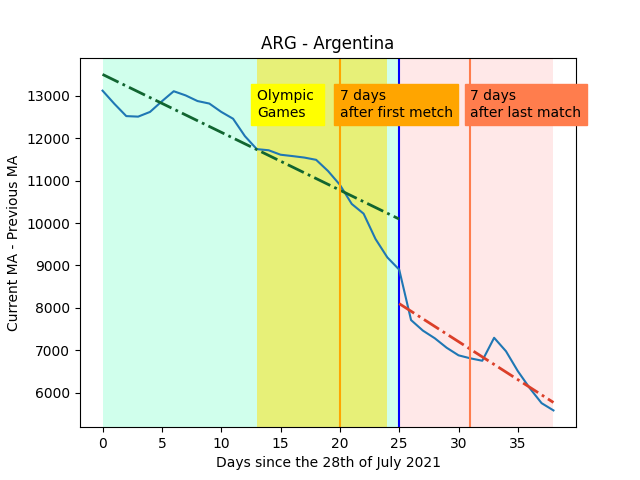 ARG - Argentina
Current MA - Previous MA
13000
12000
11000
10000
9000
8000
7000
6000
Olympic
Games
7 days
after first metch
7 days
after last match
0
5
10
15
20
25
30
35
Days since the 28th of July 2021